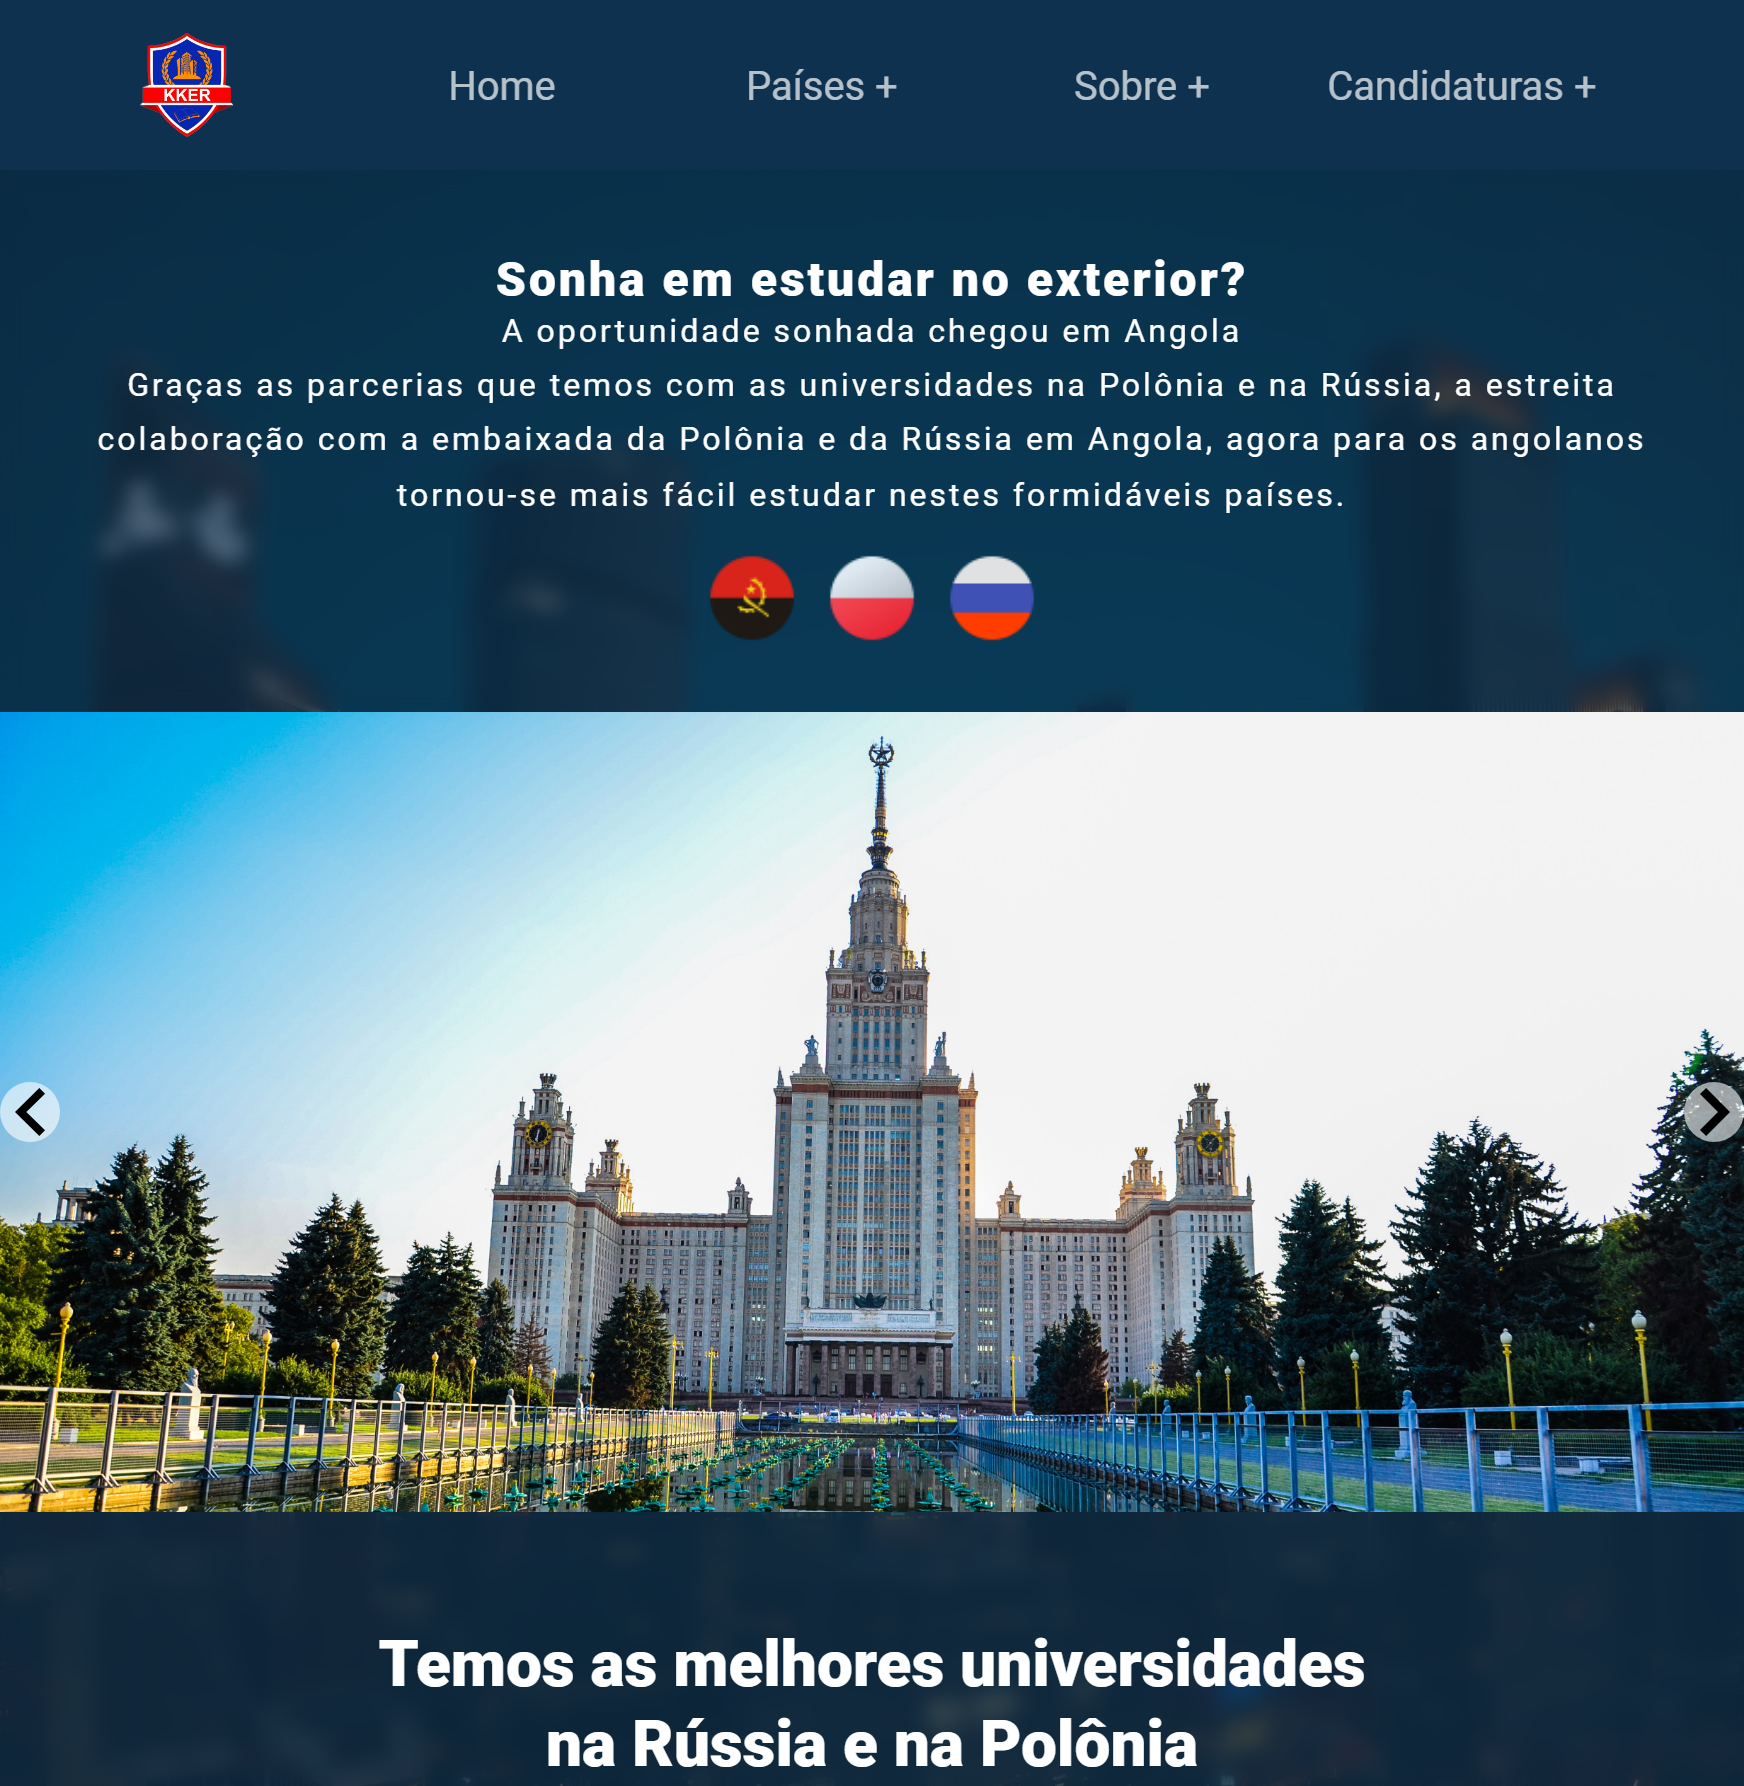 KKER
Home
Países +
Sobre +
Candidaturas +
Sonha em estudar no exterior?
A oportunidade sonhada chegou em Angola
Graças as parcerias que temos com as universidades na Polônia e na Rússia, a estreita
colaboração com a embaixada da Polônia e da Rússia em Angola, agora para os angolanos
tornou-se mais fácil estudar nestes formidáveis países.
Temos as melhores universidades
na Rússia e na Polônia